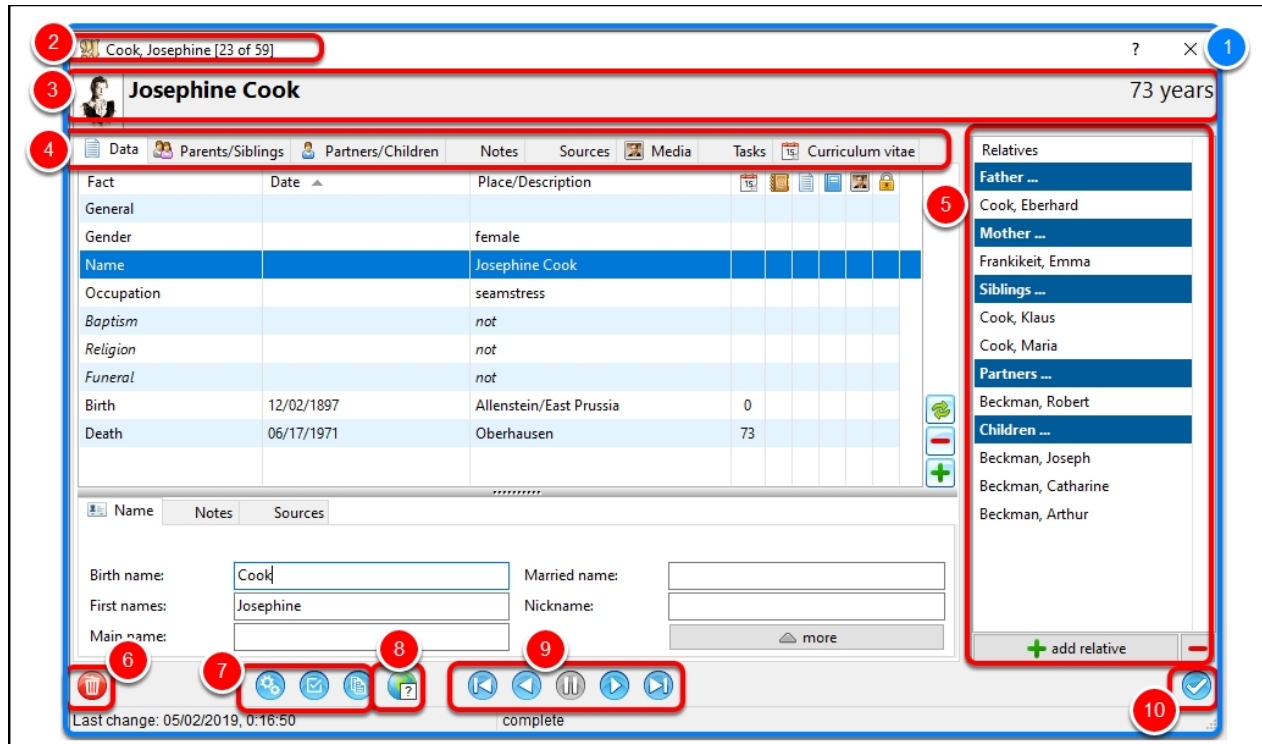 2 Cook, Josephine [23 of 59] ? × 1
3 Josephine Cook 73 years
4 Data Parents/Siblings Partners/Children Notes Sources Media Tasks 15 Curriculum vitae
Fact Date Place/Description 15
General
Gender female
Name Josephine Cook
Occupation seamstress
Baptism not
Religion not
Funeral not
Birth 12/02/1897 Allenstein/East Prussia 0
Death 06/17/1971 Oberhausen 73
5
Relatives
Father ...
Cook, Eberhard
Mother ...
Frankikeit, Emma
Siblings ...
Cook, Klaus
Cook, Maria
Partners ...
Beckman, Robert
Children ...
Beckman, Joseph
Beckman, Catharine
Beckman, Arthur
add relative
Name Notes Sources
Birth name: Cook Married name:
First names: Josephine Nickname:
Main name: more
6 7 8 9 10
?
Last change: 05/02/2019, 0:16:50 complete